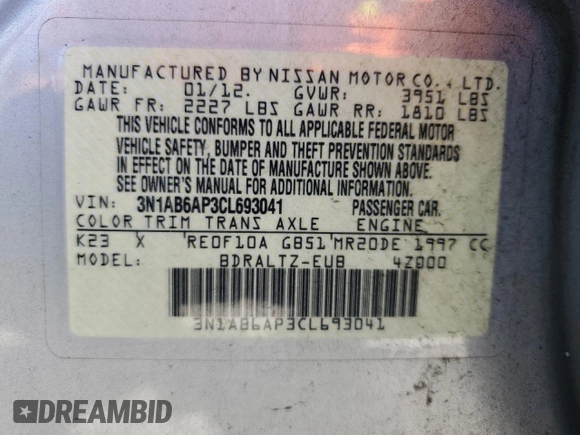 MANUFACTURED BY NISSAN MOTOR CO., LTD.
DATE: 01/12. GVWR: 3951 LBS
GAWR FR: 2227 LBS GAWR RR: 1810 LBS
THIS VEHICLE CONFORMS TO ALL APPLICABLE FEDERAL MOTOR
VEHICLE SAFETY, BUMPER AND THEFT PREVENTION STANDARDS
IN EFFECT ON THE DATE OF MANUFACTURE SHOWN ABOVE.
SEE OWNER'S MANUAL FOR ADDITIONAL INFORMATION.
VIN: 3N1AB6AP3CL693041 PASSENGER CAR.
COLOR TRIM TRANS AXLE ENGINE
K23 X RE0F10A GB51 MR20DE 1997 CC
MODEL: BDRALTZ-EUB 4Z000
3N1AB6AP3CL693041
DREAMBID